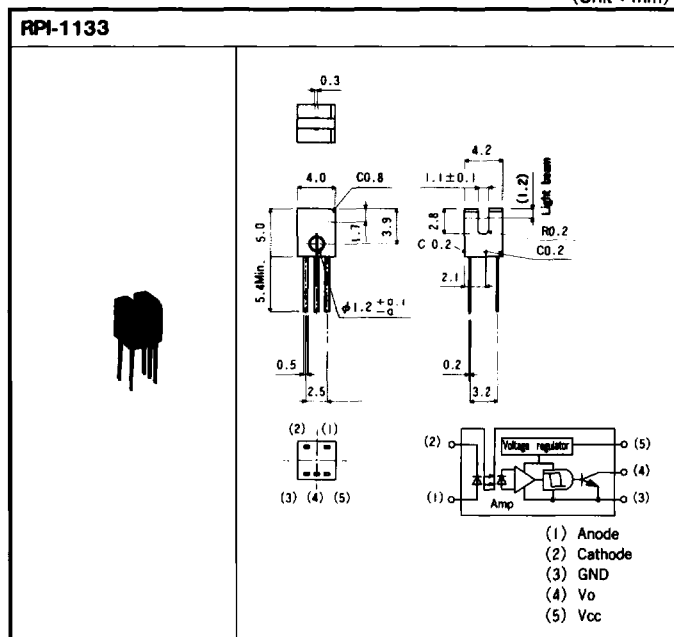 (Unit : mm)
RPI-1133
0.3
4.0
C0.8
5.0
1.7
3.9
5.4Min.
φ1.2 +0.1 -0
0.5
2.5
4.2
1.1±0.1
(1.2)
Light beam
2.8
R0.2
C 0.2
C0.2
2.1
0.2
3.2
(2) (1)
(3) (4) (5)
Voltage regulator
(2)
(5)
(4)
(1)
(3)
Amp
(1) Anode
(2) Cathode
(3) GND
(4) Vo
(5) Vcc